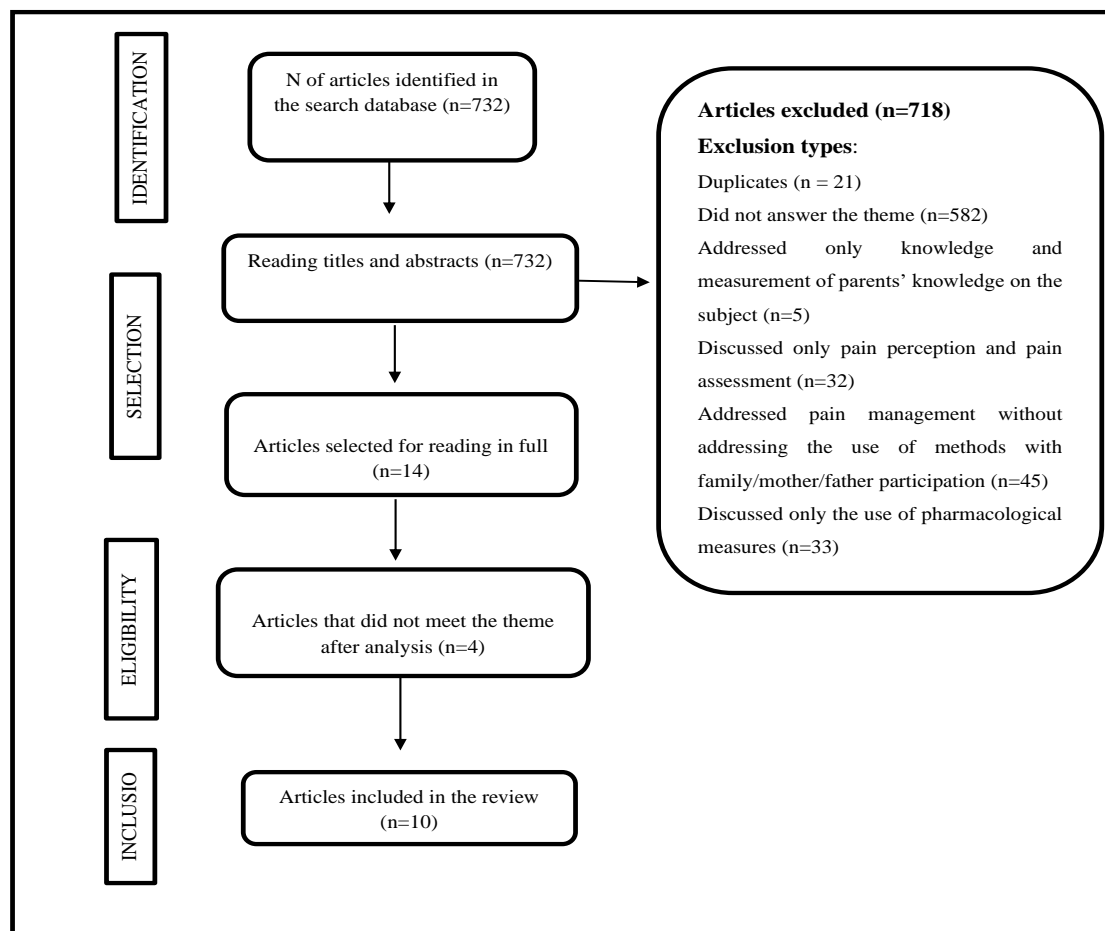 IDENTIFICATION
N of articles identified in
the search database (n=732)
SELECTION
Reading titles and abstracts (n=732)
Articles selected for reading in full
(n=14)
ELIGIBILITY
Articles that did not meet the theme
after analysis (n=4)
INCLUSIO
Articles included in the review
(n=10)
Articles excluded (n=718)
Exclusion types:
Duplicates (n = 21)
Did not answer the theme (n=582)
Addressed only knowledge and
measurement of parents’ knowledge on the
subject (n=5)
Discussed only pain perception and pain
assessment (n=32)
Addressed pain management without
addressing the use of methods with
family/mother/father participation (n=45)
Discussed only the use of pharmacological
measures (n=33)